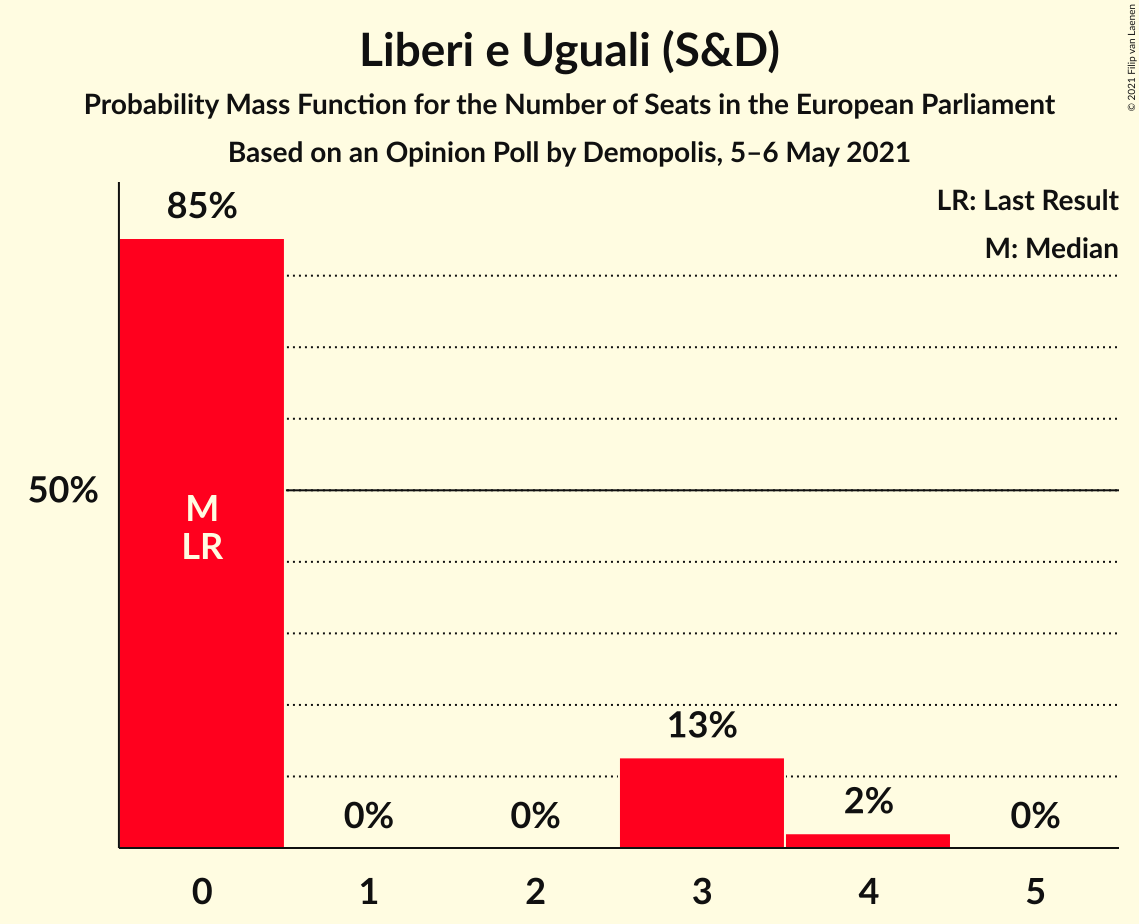 Liberi e Uguali (S&D)
Probability Mass Function for the Number of Seats in the European Parliament
Based on an Opinion Poll by Demopolis, 5–6 May 2021
© 2021 Filip van Laenen
LR: Last Result
M: Median
85%
50%
M
LR
0%
0%
13%
2%
0%
0
1
2
3
4
5